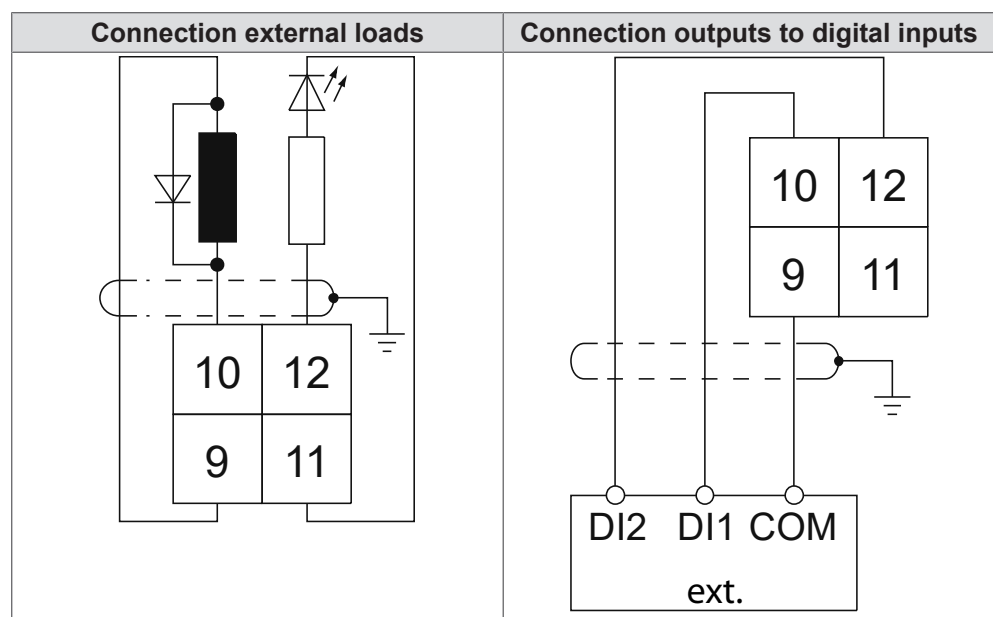 Connection external loads
Connection outputs to digital inputs
10 12
9 11
10 12
9 11
DI2 DI1 COM
ext.